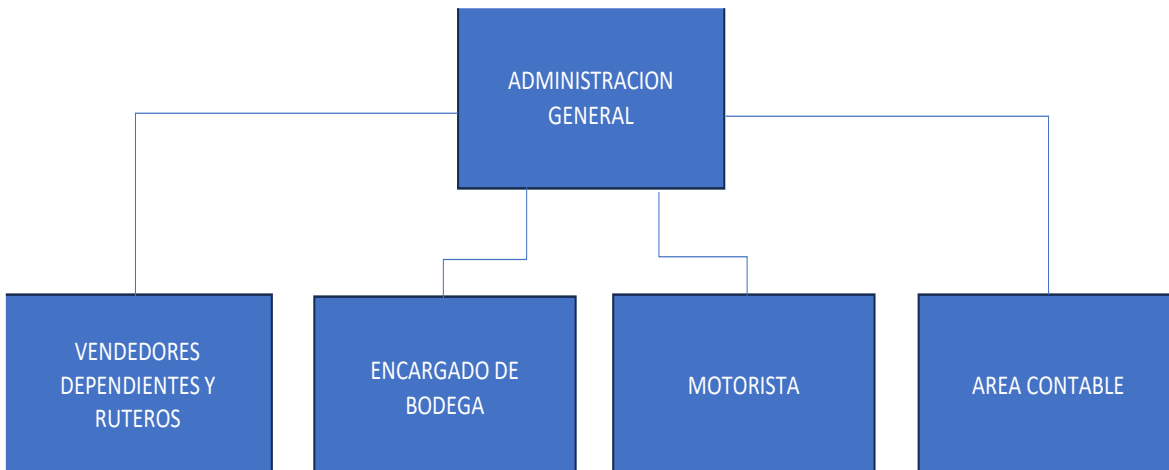 ADMINISTRACION
GENERAL
VENDEDORES
DEPENDIENTES Y
RUTEROS
ENCARGADO DE
BODEGA
MOTORISTA
AREA CONTABLE